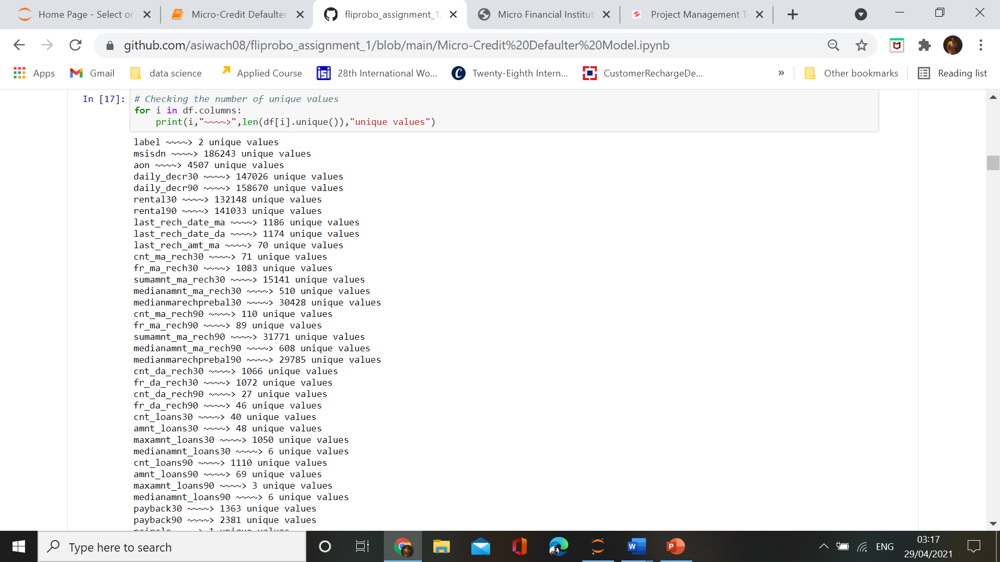 Home Page - Select or
Micro-Credit Defaulter
fliprobo_assignment_1/
Micro Financial Institut
Project Management T
github.com/asiwach08/fliprobo_assignment_1/blob/main/Micro-Credit%20Defaulter%20Model.ipynb
Apps
Gmail
data science
Applied Course
28th International Wo...
Twenty-Eighth Intern...
CustomerRechargeDe...
»
Other bookmarks
Reading list
In [17]: # Checking the number of unique values
for i in df.columns:
print(i,"~~~~>",len(df[i].unique()),"unique values")
label ~~~~> 2 unique values
msisdn ~~~~> 186243 unique values
aon ~~~~> 4507 unique values
daily_decr30 ~~~~> 147026 unique values
daily_decr90 ~~~~> 158670 unique values
rental30 ~~~~> 132148 unique values
rental90 ~~~~> 141033 unique values
last_rech_date_ma ~~~~> 1186 unique values
last_rech_date_da ~~~~> 1174 unique values
last_rech_amt_ma ~~~~> 70 unique values
cnt_ma_rech30 ~~~~> 71 unique values
fr_ma_rech30 ~~~~> 1083 unique values
sumamnt_ma_rech30 ~~~~> 15141 unique values
medianamnt_ma_rech30 ~~~~> 510 unique values
medianmarechprebal30 ~~~~> 30428 unique values
cnt_ma_rech90 ~~~~> 110 unique values
fr_ma_rech90 ~~~~> 89 unique values
sumamnt_ma_rech90 ~~~~> 31771 unique values
medianamnt_ma_rech90 ~~~~> 608 unique values
medianmarechprebal90 ~~~~> 29785 unique values
cnt_da_rech30 ~~~~> 1066 unique values
fr_da_rech30 ~~~~> 1072 unique values
cnt_da_rech90 ~~~~> 27 unique values
fr_da_rech90 ~~~~> 46 unique values
cnt_loans30 ~~~~> 40 unique values
amnt_loans30 ~~~~> 48 unique values
maxamnt_loans30 ~~~~> 1050 unique values
medianamnt_loans30 ~~~~> 6 unique values
cnt_loans90 ~~~~> 1110 unique values
amnt_loans90 ~~~~> 69 unique values
maxamnt_loans90 ~~~~> 3 unique values
medianamnt_loans90 ~~~~> 6 unique values
payback30 ~~~~> 1363 unique values
payback90 ~~~~> 2381 unique values
pcircle ~~~~> 1 unique values
Type here to search
ENG
03:17
29/04/2021